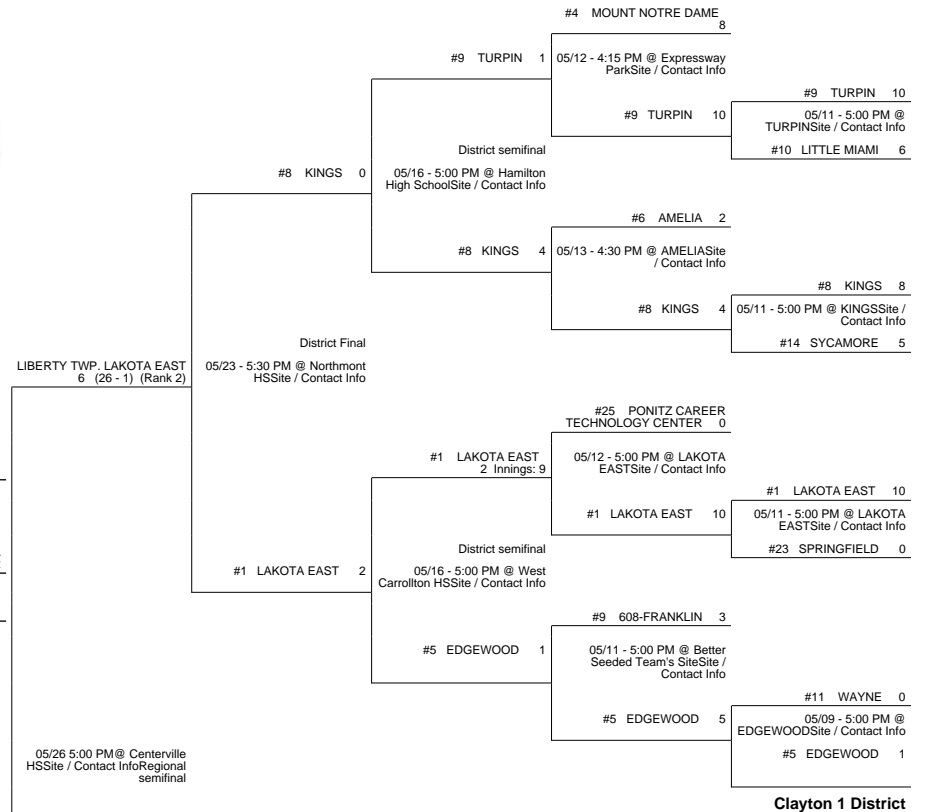 #4 MOUNT NOTRE DAME
8
#9 TURPIN 1
05/12 - 4:15 PM @ Expressway
ParkSite / Contact Info
#9 TURPIN 10
#9 TURPIN 10
05/11 - 5:00 PM @
TURPINSite / Contact Info
#10 LITTLE MIAMI 6
District semifinal
#8 KINGS 0
05/16 - 5:00 PM @ Hamilton
High SchoolSite / Contact Info
#6 AMELIA 2
#8 KINGS 4
05/13 - 4:30 PM @ AMELIASite
/ Contact Info
#8 KINGS 8
#8 KINGS 4
05/11 - 5:00 PM @ KINGSSite /
Contact Info
#14 SYCAMORE 5
District Final
LIBERTY TWP. LAKOTA EAST
6 (26 - 1) (Rank 2)
05/23 - 5:30 PM @ Northmont
HSSite / Contact Info
#25 PONITZ CAREER
TECHNOLOGY CENTER 0
#1 LAKOTA EAST
2 Innings: 9
05/12 - 5:00 PM @ LAKOTA
EASTSite / Contact Info
#1 LAKOTA EAST 10
#1 LAKOTA EAST 10
05/11 - 5:00 PM @ LAKOTA
EASTSite / Contact Info
#23 SPRINGFIELD 0
District semifinal
#1 LAKOTA EAST 2
05/16 - 5:00 PM @ West
Carrollton HSSite / Contact Info
#9 608-FRANKLIN 3
#5 EDGEWOOD 1
05/11 - 5:00 PM @ Better
Seeded Team's SiteSite /
Contact Info
#11 WAYNE 0
#5 EDGEWOOD 5
05/09 - 5:00 PM @
EDGEWOODSite / Contact Info
#5 EDGEWOOD 1
05/26 5:00 PM@ Centerville
HSSite / Contact InfoRegional
semifinal
Clayton 1 District